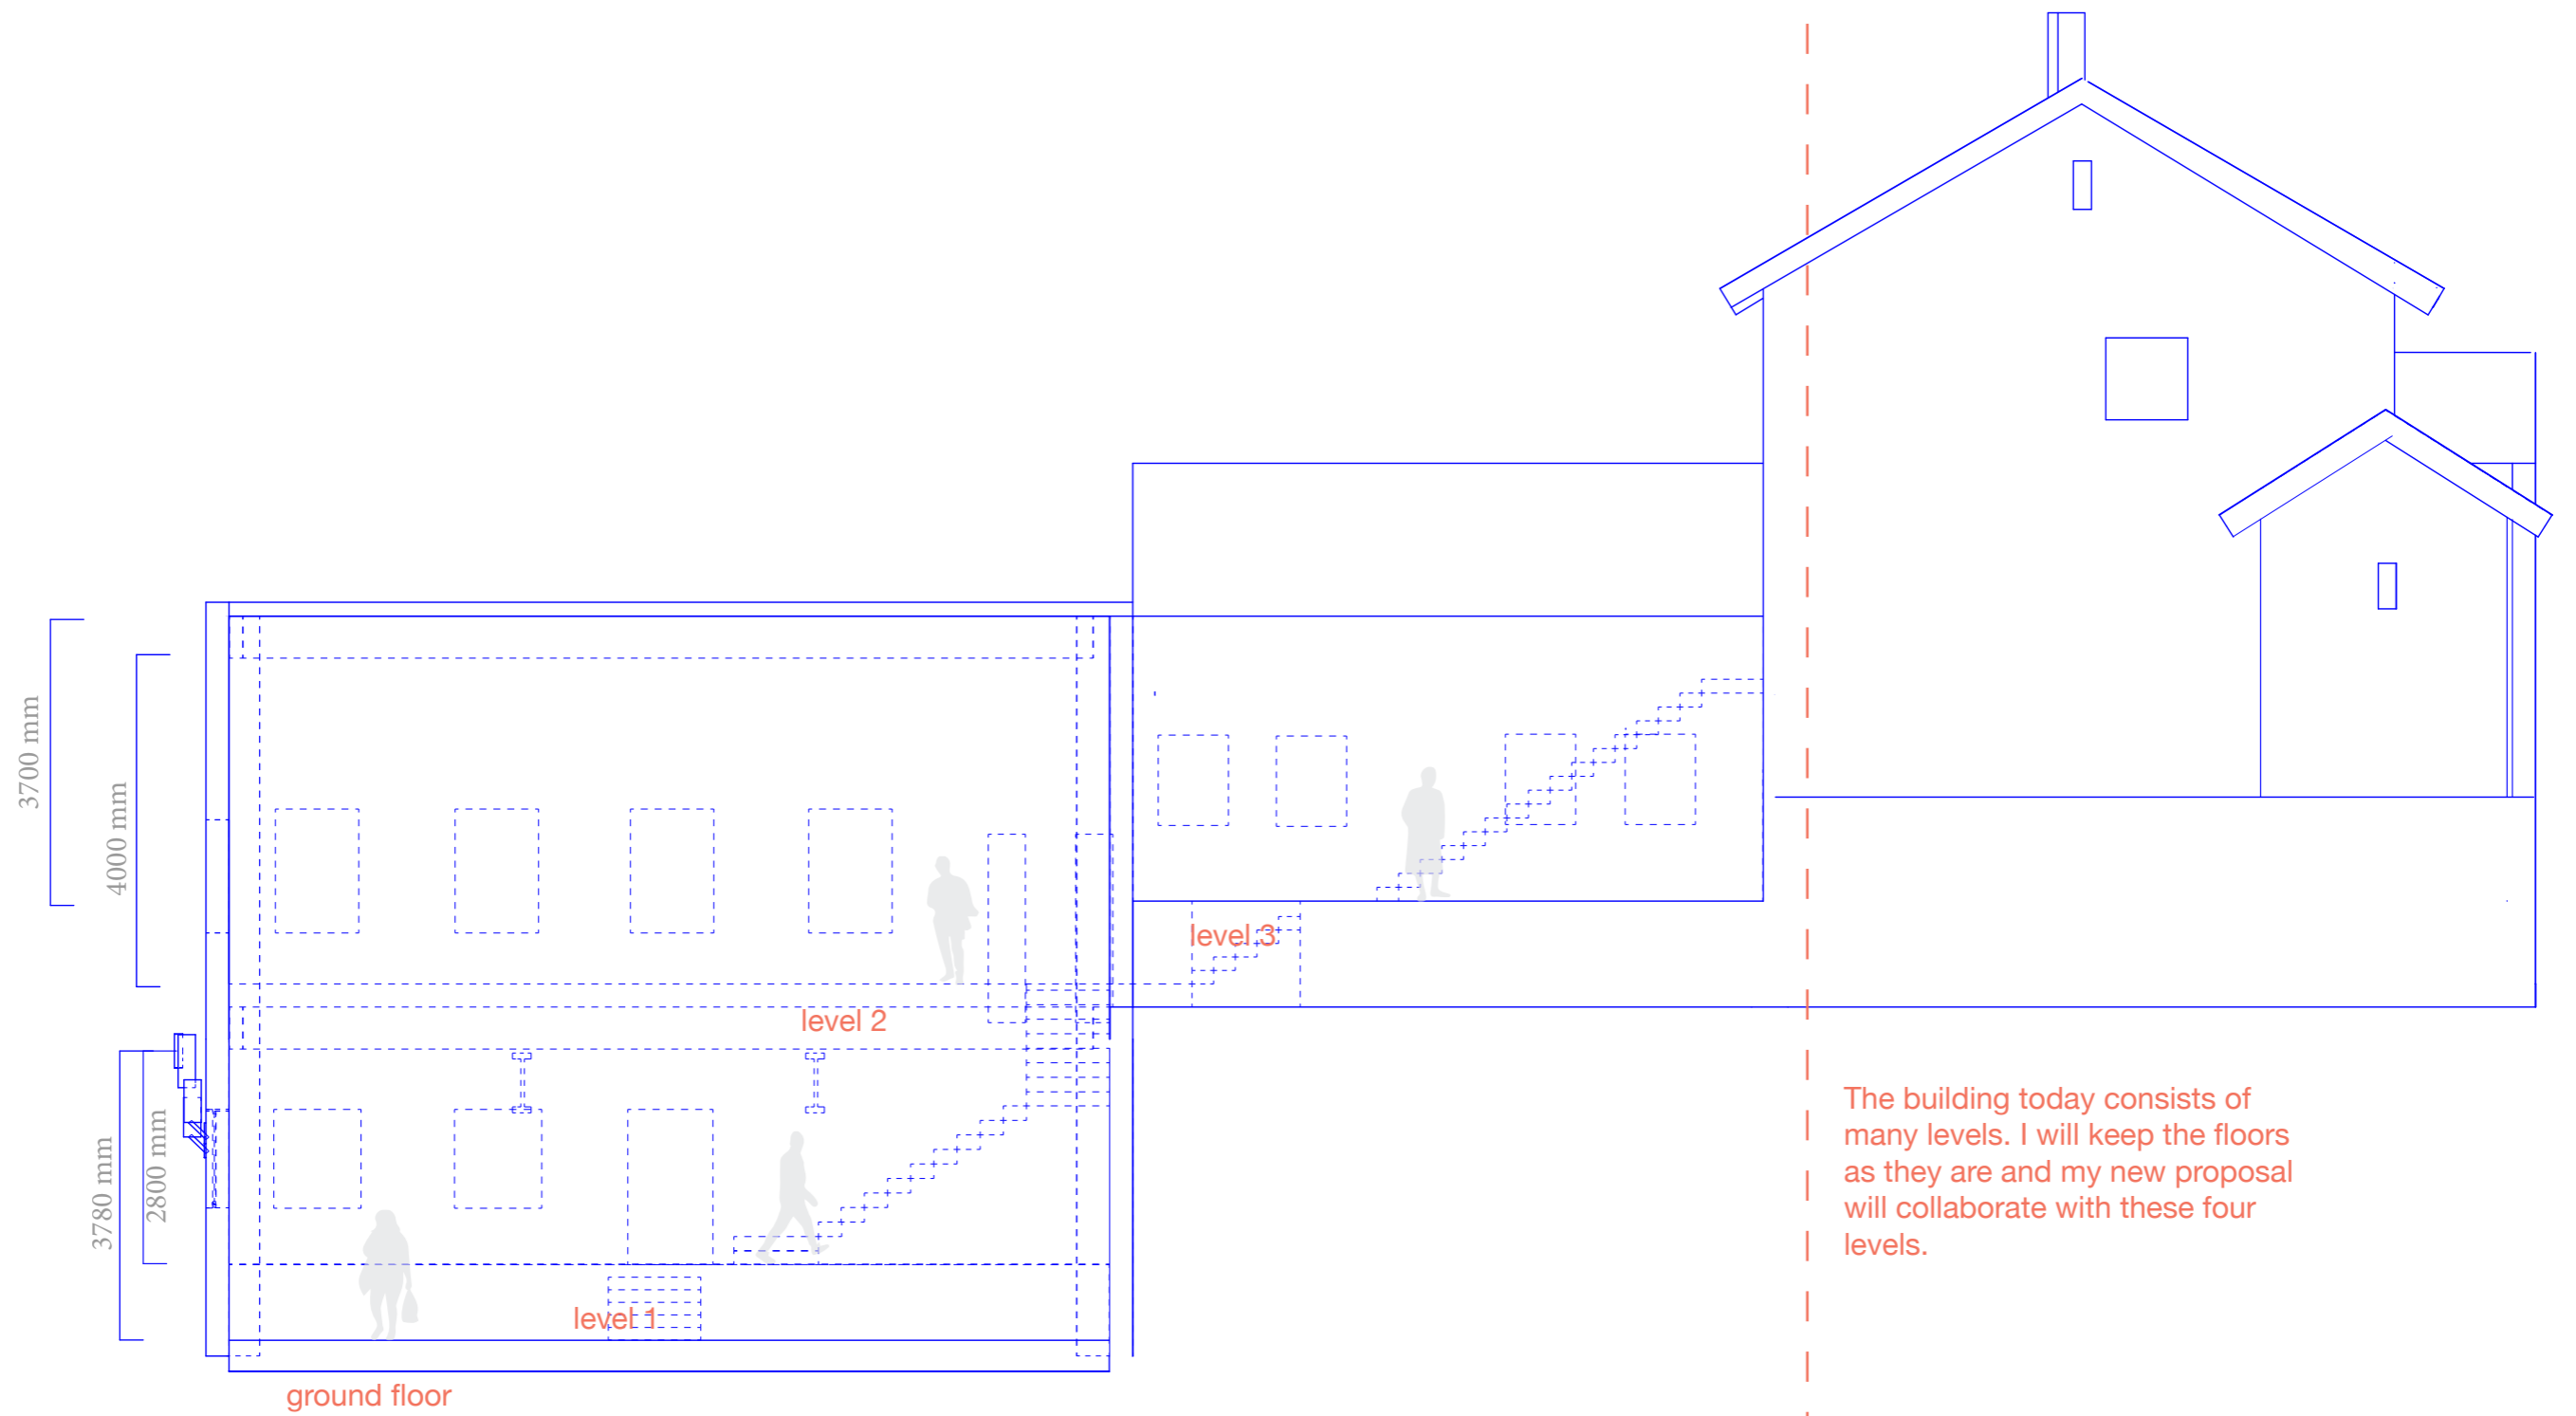 3700 mm
4000 mm
level 3
level 2
3780 mm
2800 mm
The building today consists of
many levels. I will keep the floors
as they are and my new proposal
will collaborate with these four
levels.
level 1
ground floor